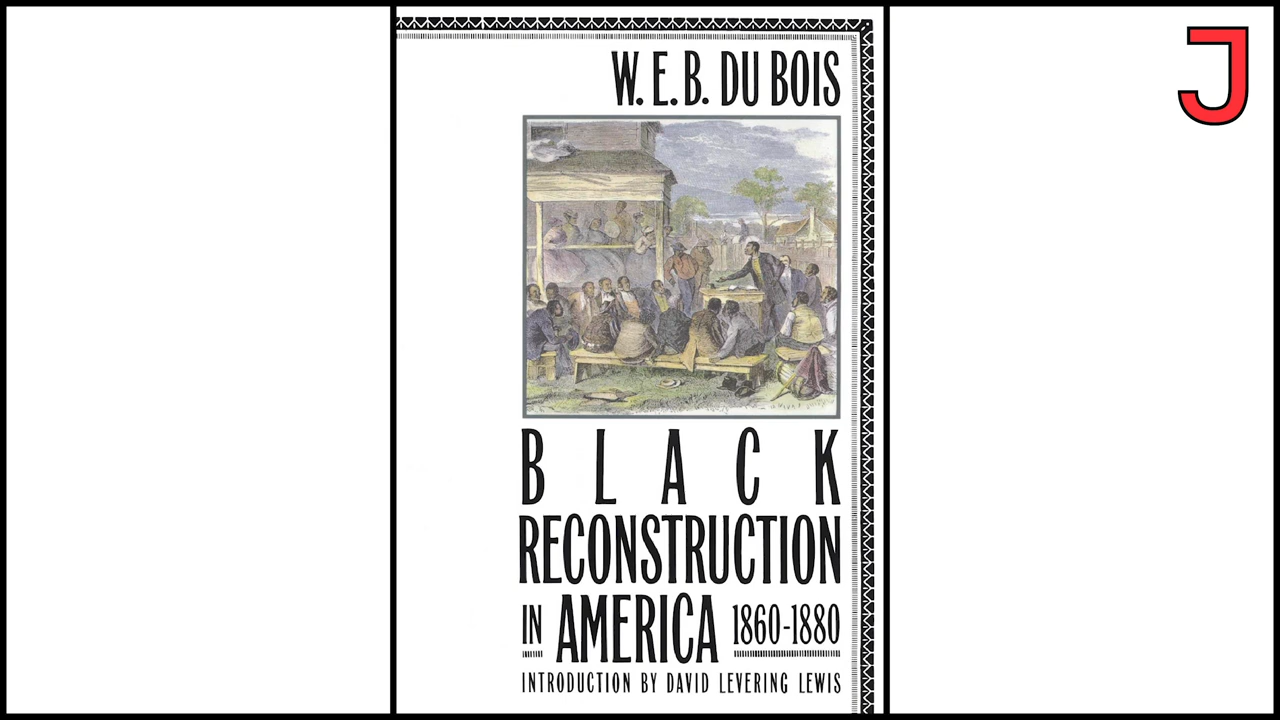 W. E. B. DU BOIS
BLACK
RECONSTRUCTION
IN AMERICA 1860-1880
INTRODUCTION BY DAVID LEVERING LEWIS
J